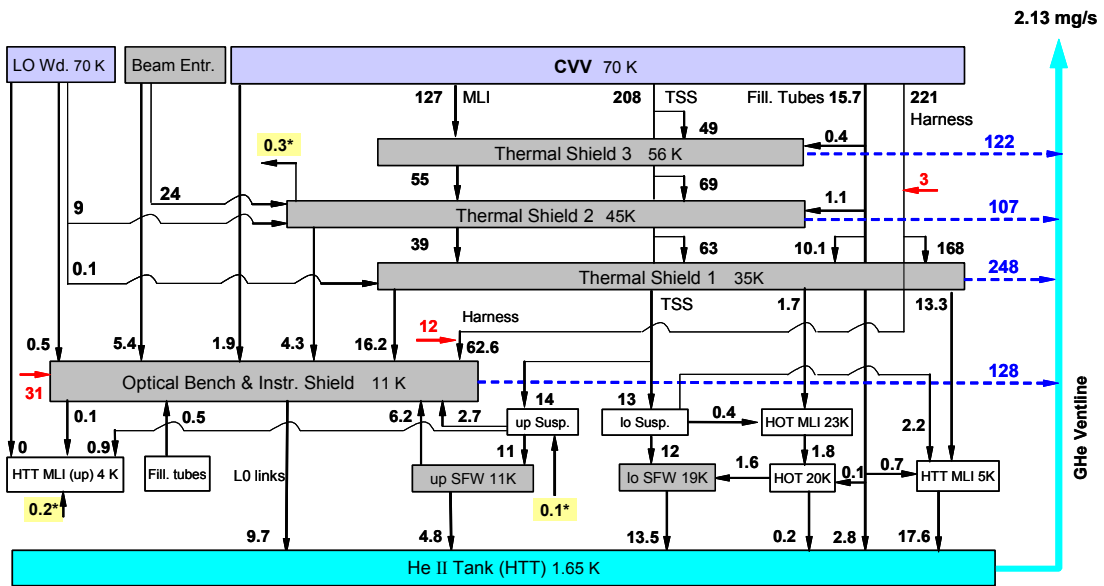 2.13 mg/s
LO Wd. 70 K
Beam Entr.
CVV 70 K
127
MLI
208
TSS
Fill. Tubes 15.7
221
Harness
49
0.4
0.3*
Thermal Shield 3 56 K
122
55
69
3
24
9
1.1
Thermal Shield 2 45K
107
39
63
10.1
168
0.1
Thermal Shield 1 35K
248
TSS
1.7
13.3
12
Harness
0.5
5.4
1.9
4.3
16.2
62.6
31
Optical Bench & Instr. Shield 11 K
128
0.1
0.5
6.2
2.7
14
13
0.4
up Susp.
lo Susp.
HOT MLI 23K
2.2
0
0.9
11
12
1.8
HTT MLI (up) 4 K
Fill. tubes
L0 links
up SFW 11K
lo SFW 19K
1.6
HOT 20K
0.1
0.7
HTT MLI 5K
GHe Ventline
0.2*
0.1*
9.7
4.8
13.5
0.2
2.8
17.6
He II Tank (HTT) 1.65 K